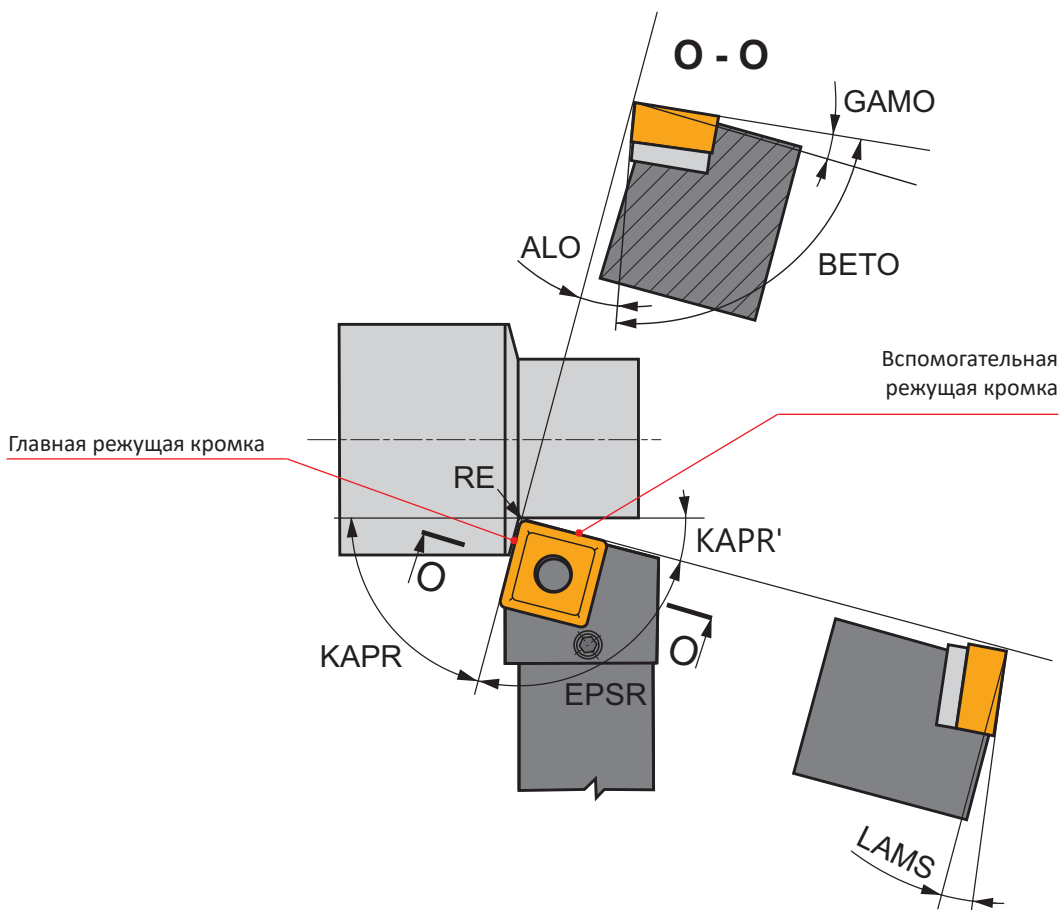 O - O
GAMO
ALO
BETO
Вспомогательная
режущая кромка
Главная режущая кромка
RE
KAPR'
O
O
KAPR
EPSR
LAMS